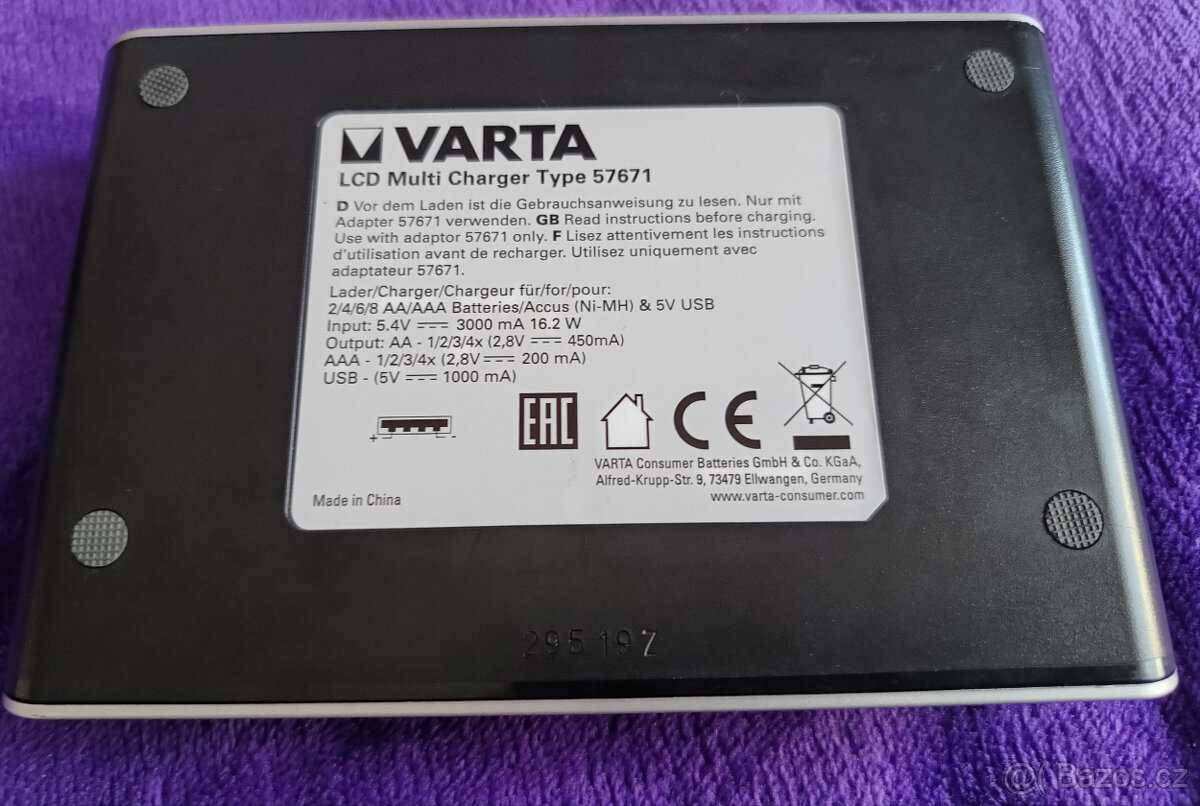 VARTA
LCD Multi Charger Type 57671
D Vor dem Laden ist die Gebrauchsanweisung zu lesen. Nur mit
Adapter 57671 verwenden. GB Read instructions before charging.
Use with adaptor 57671 only. F Lisez attentivement les instructions
d'utilisation avant de recharger. Utilisez uniquement avec
adaptateur 57671.
Lader/Charger/Chargeur für/for/pour:
2/4/6/8 AA/AAA Batteries/Accus (Ni-MH) & 5V USB
Input: 5.4V ⎓ 3000 mA 16.2 W
Output: AA - 1/2/3/4x (2,8V ⎓ 450mA)
AAA - 1/2/3/4x (2,8V ⎓ 200 mA)
USB - (5V ⎓ 1000 mA)
+ -
EAC CE
VARTA Consumer Batteries GmbH & Co. KGaA,
Alfred-Krupp-Str. 9, 73479 Ellwangen, Germany
www.varta-consumer.com
Made in China
296 19 Z
@( Bazos.cz